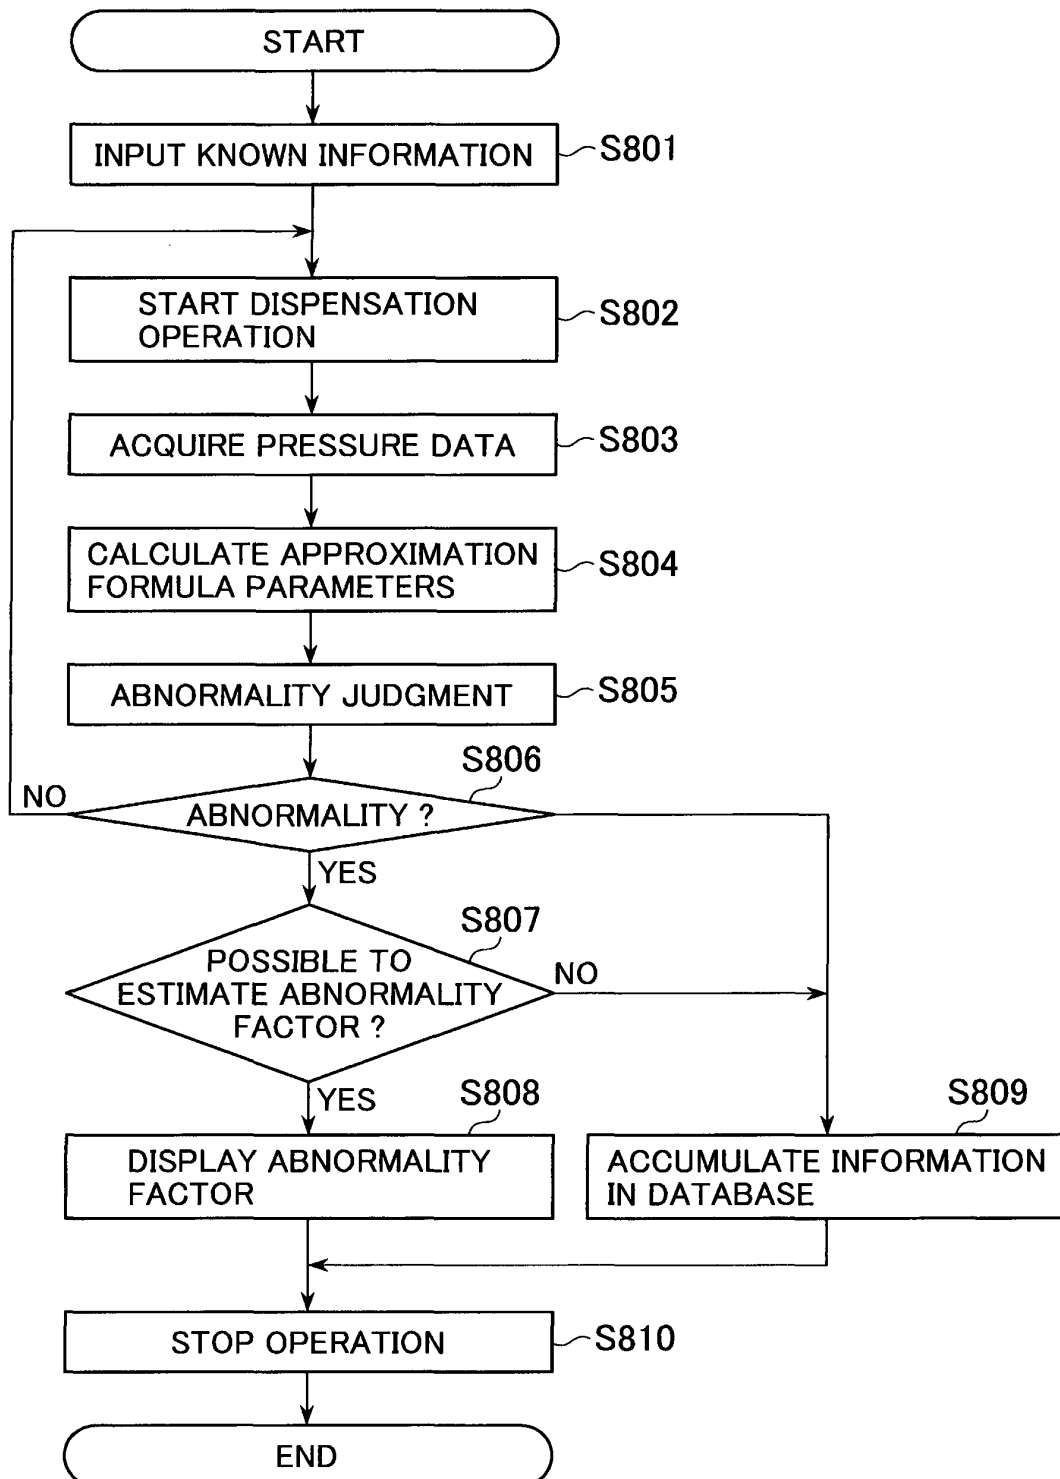 START
INPUT KNOWN INFORMATION
S801
START DISPENSATION
OPERATION
S802
ACQUIRE PRESSURE DATA
S803
CALCULATE APPROXIMATION
FORMULA PARAMETERS
S804
ABNORMALITY JUDGMENT
S805
S806
NO
ABNORMALITY ?
YES
S807
POSSIBLE TO
ESTIMATE ABNORMALITY
FACTOR ?
NO
YES
S808
DISPLAY ABNORMALITY
FACTOR
S809
ACCUMULATE INFORMATION
IN DATABASE
STOP OPERATION
S810
END